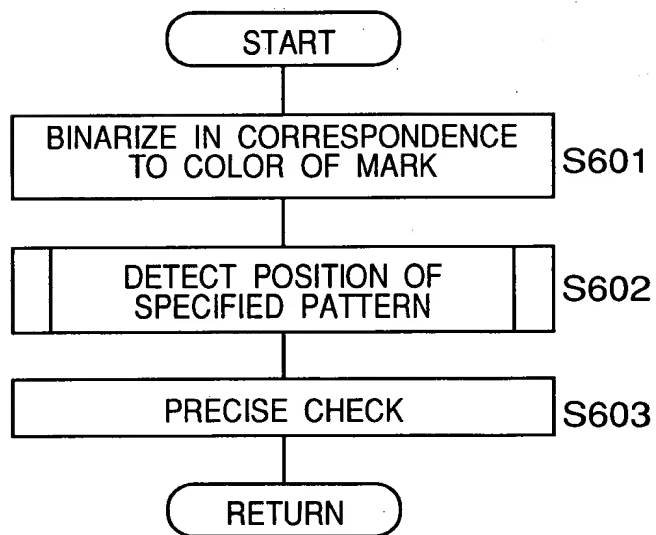 START
BINARIZE IN CORRESPONDENCE
TO COLOR OF MARK
S601
DETECT POSITION OF
SPECIFIED PATTERN
S602
PRECISE CHECK
S603
RETURN